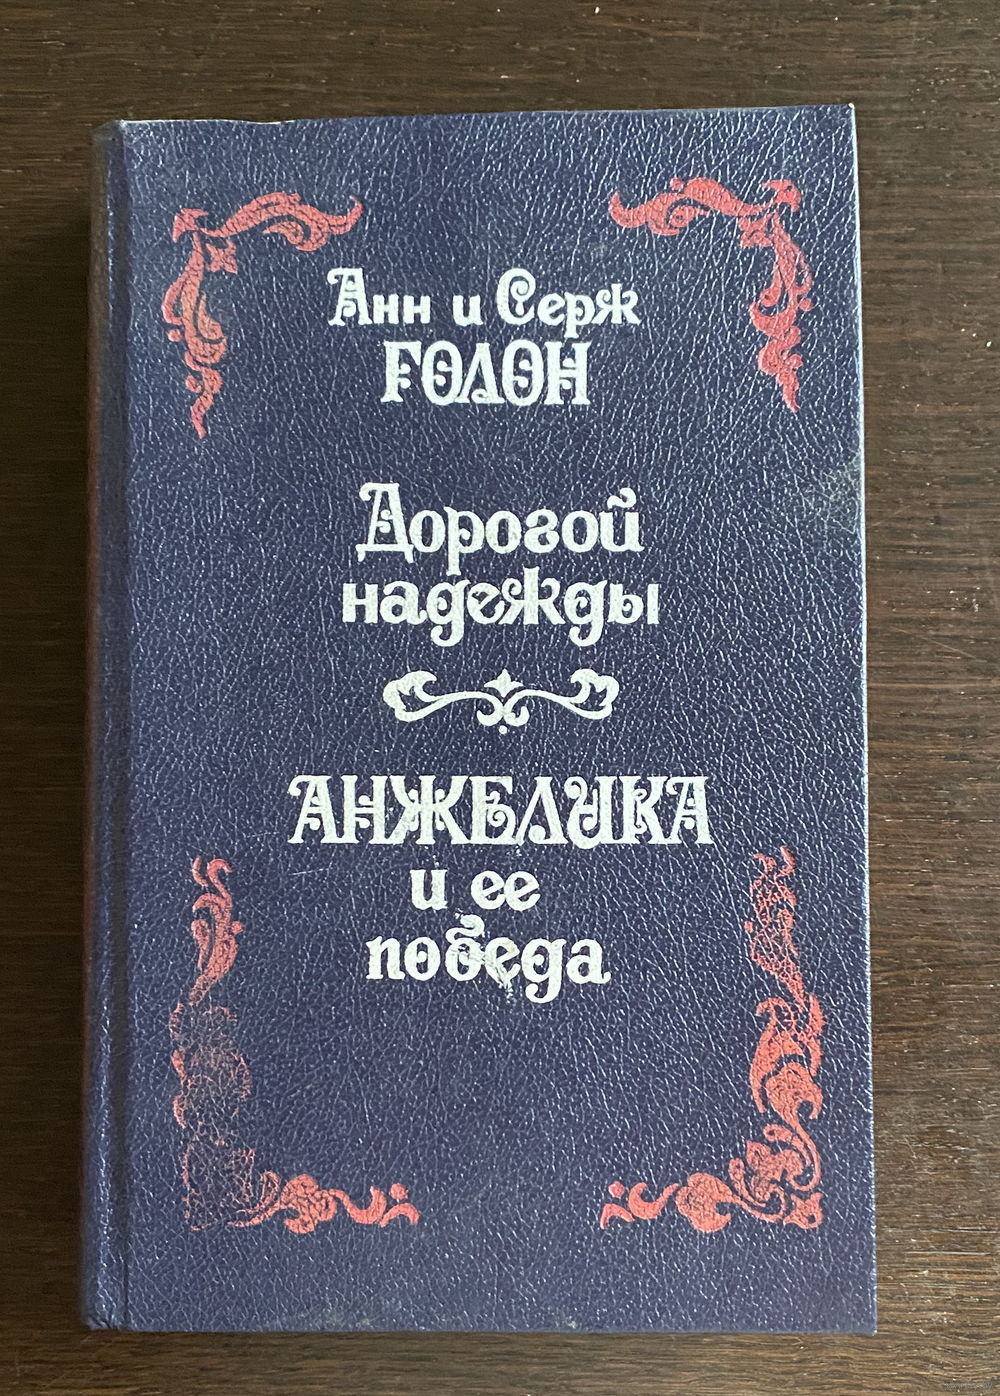 Анн и Серж
ГОЛОН
Дорогой
надежды
АНЖЕЛИКА
и ее
победа